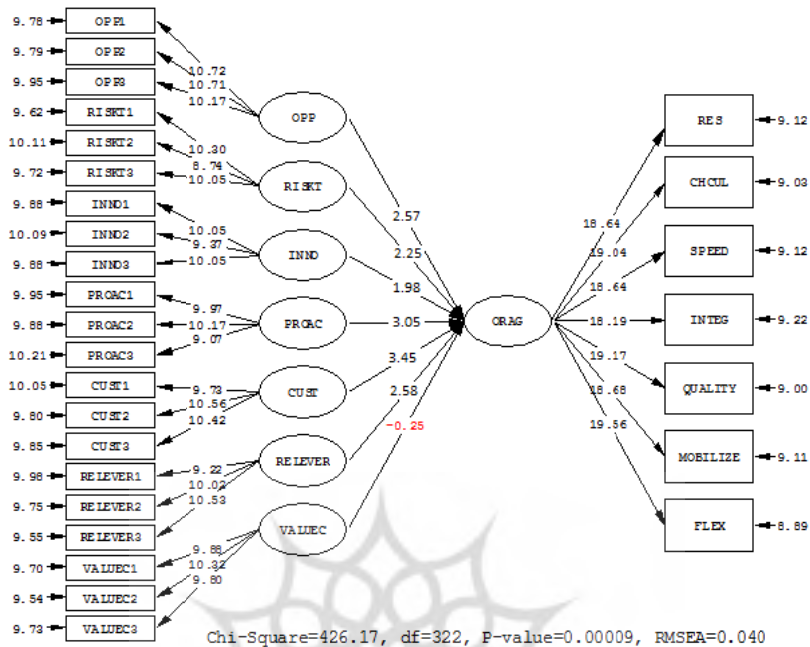 9.78 OPP1
9.79 OPP2
9.95 OPP3
9.62 RISKT1
10.11 RISKT2
9.72 RISKT3
9.88 INNO1
10.09 INNO2
9.88 INNO3
9.95 PROAC1
9.88 PROAC2
10.21 PROAC3
10.05 CUST1
9.80 CUST2
9.85 CUST3
9.98 RELEVER1
9.75 RELEVER2
9.55 RELEVER3
9.70 VALUEC1
9.54 VALUEC2
9.73 VALUEC3
10.72
10.71
10.17
10.30
8.74
10.05
10.05
9.37
10.05
9.97
10.17
9.07
9.73
10.56
10.42
9.22
10.02
10.53
9.88
10.32
9.80
OPP
RISKT
INNO
PROAC
CUST
RELEVER
VALUEC
2.57
2.25
1.98
3.05
3.45
2.58
-0.25
ORAG
18.64
19.04
18.64
18.19
19.17
18.68
19.56
RES 9.12
CHCUL 9.03
SPEED 9.12
INTEG 9.22
QUALITY 9.00
MOBILIZE 9.11
FLEX 8.89
Chi-Square=426.17, df=322, P-value=0.00009, RMSEA=0.040